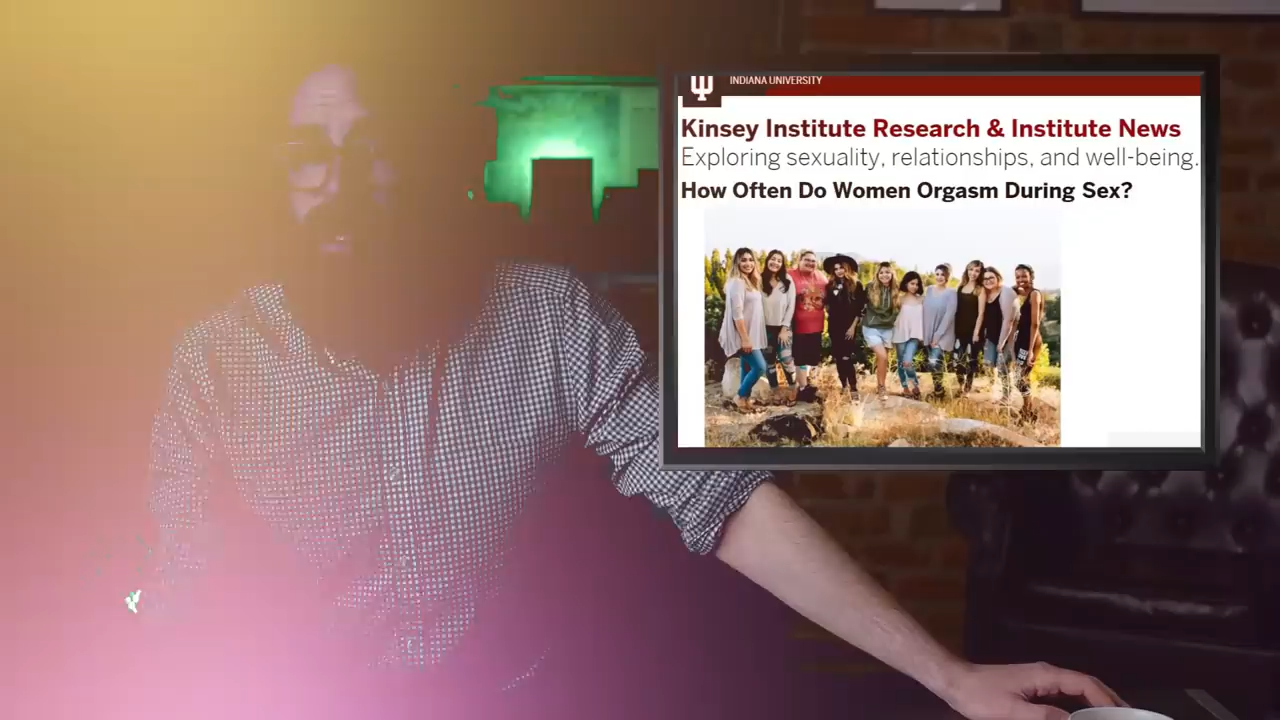 INDIANA UNIVERSITY
Kinsey Institute Research & Institute News
Exploring sexuality, relationships, and well-being.
How Often Do Women Orgasm During Sex?